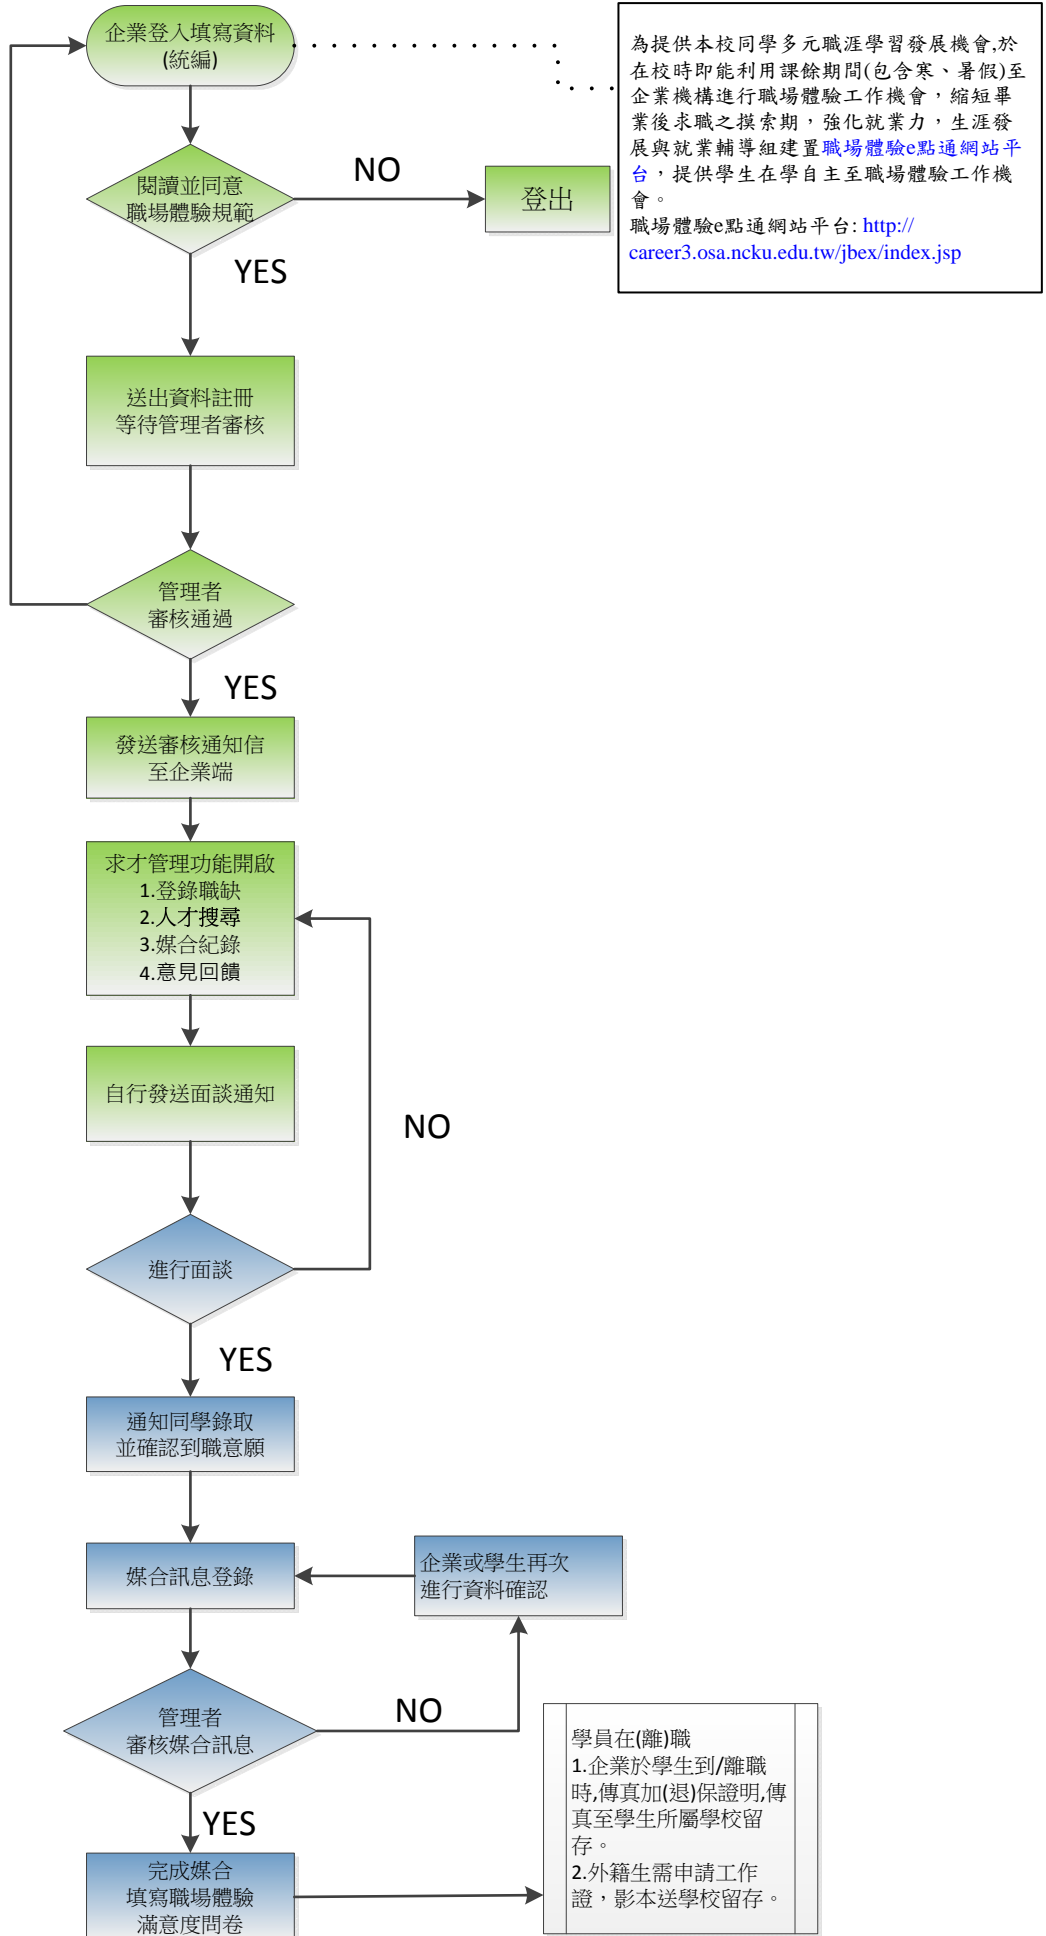 企業登入填寫資料
(統編)
為提供本校同學多元職涯學習發展機會,於
在校時即能利用課餘期間(包含寒、暑假)至
企業機構進行職場體驗工作機會，縮短畢
業後求職之摸索期，強化就業力，生涯發
展與就業輔導組建置職場體驗e點通網站平
台，提供學生在學自主至職場體驗工作機
會。
職場體驗e點通網站平台: http://
career3.osa.ncku.edu.tw/jbex/index.jsp
閱讀並同意
職場體驗規範
NO
登出
YES
送出資料註冊
等待管理者審核
管理者
審核通過
YES
發送審核通知信
至企業端
求才管理功能開啟
1.登錄職缺
2.人才搜尋
3.媒合紀錄
4.意見回饋
自行發送面談通知
NO
進行面談
YES
通知同學錄取
並確認到職意願
媒合訊息登錄
企業或學生再次
進行資料確認
管理者
審核媒合訊息
NO
YES
學員在(離)職
1.企業於學生到/離職
時,傳真加(退)保證明,傳
真至學生所屬學校留
存。
2.外籍生需申請工作
證，影本送學校留存。
完成媒合
填寫職場體驗
滿意度問卷